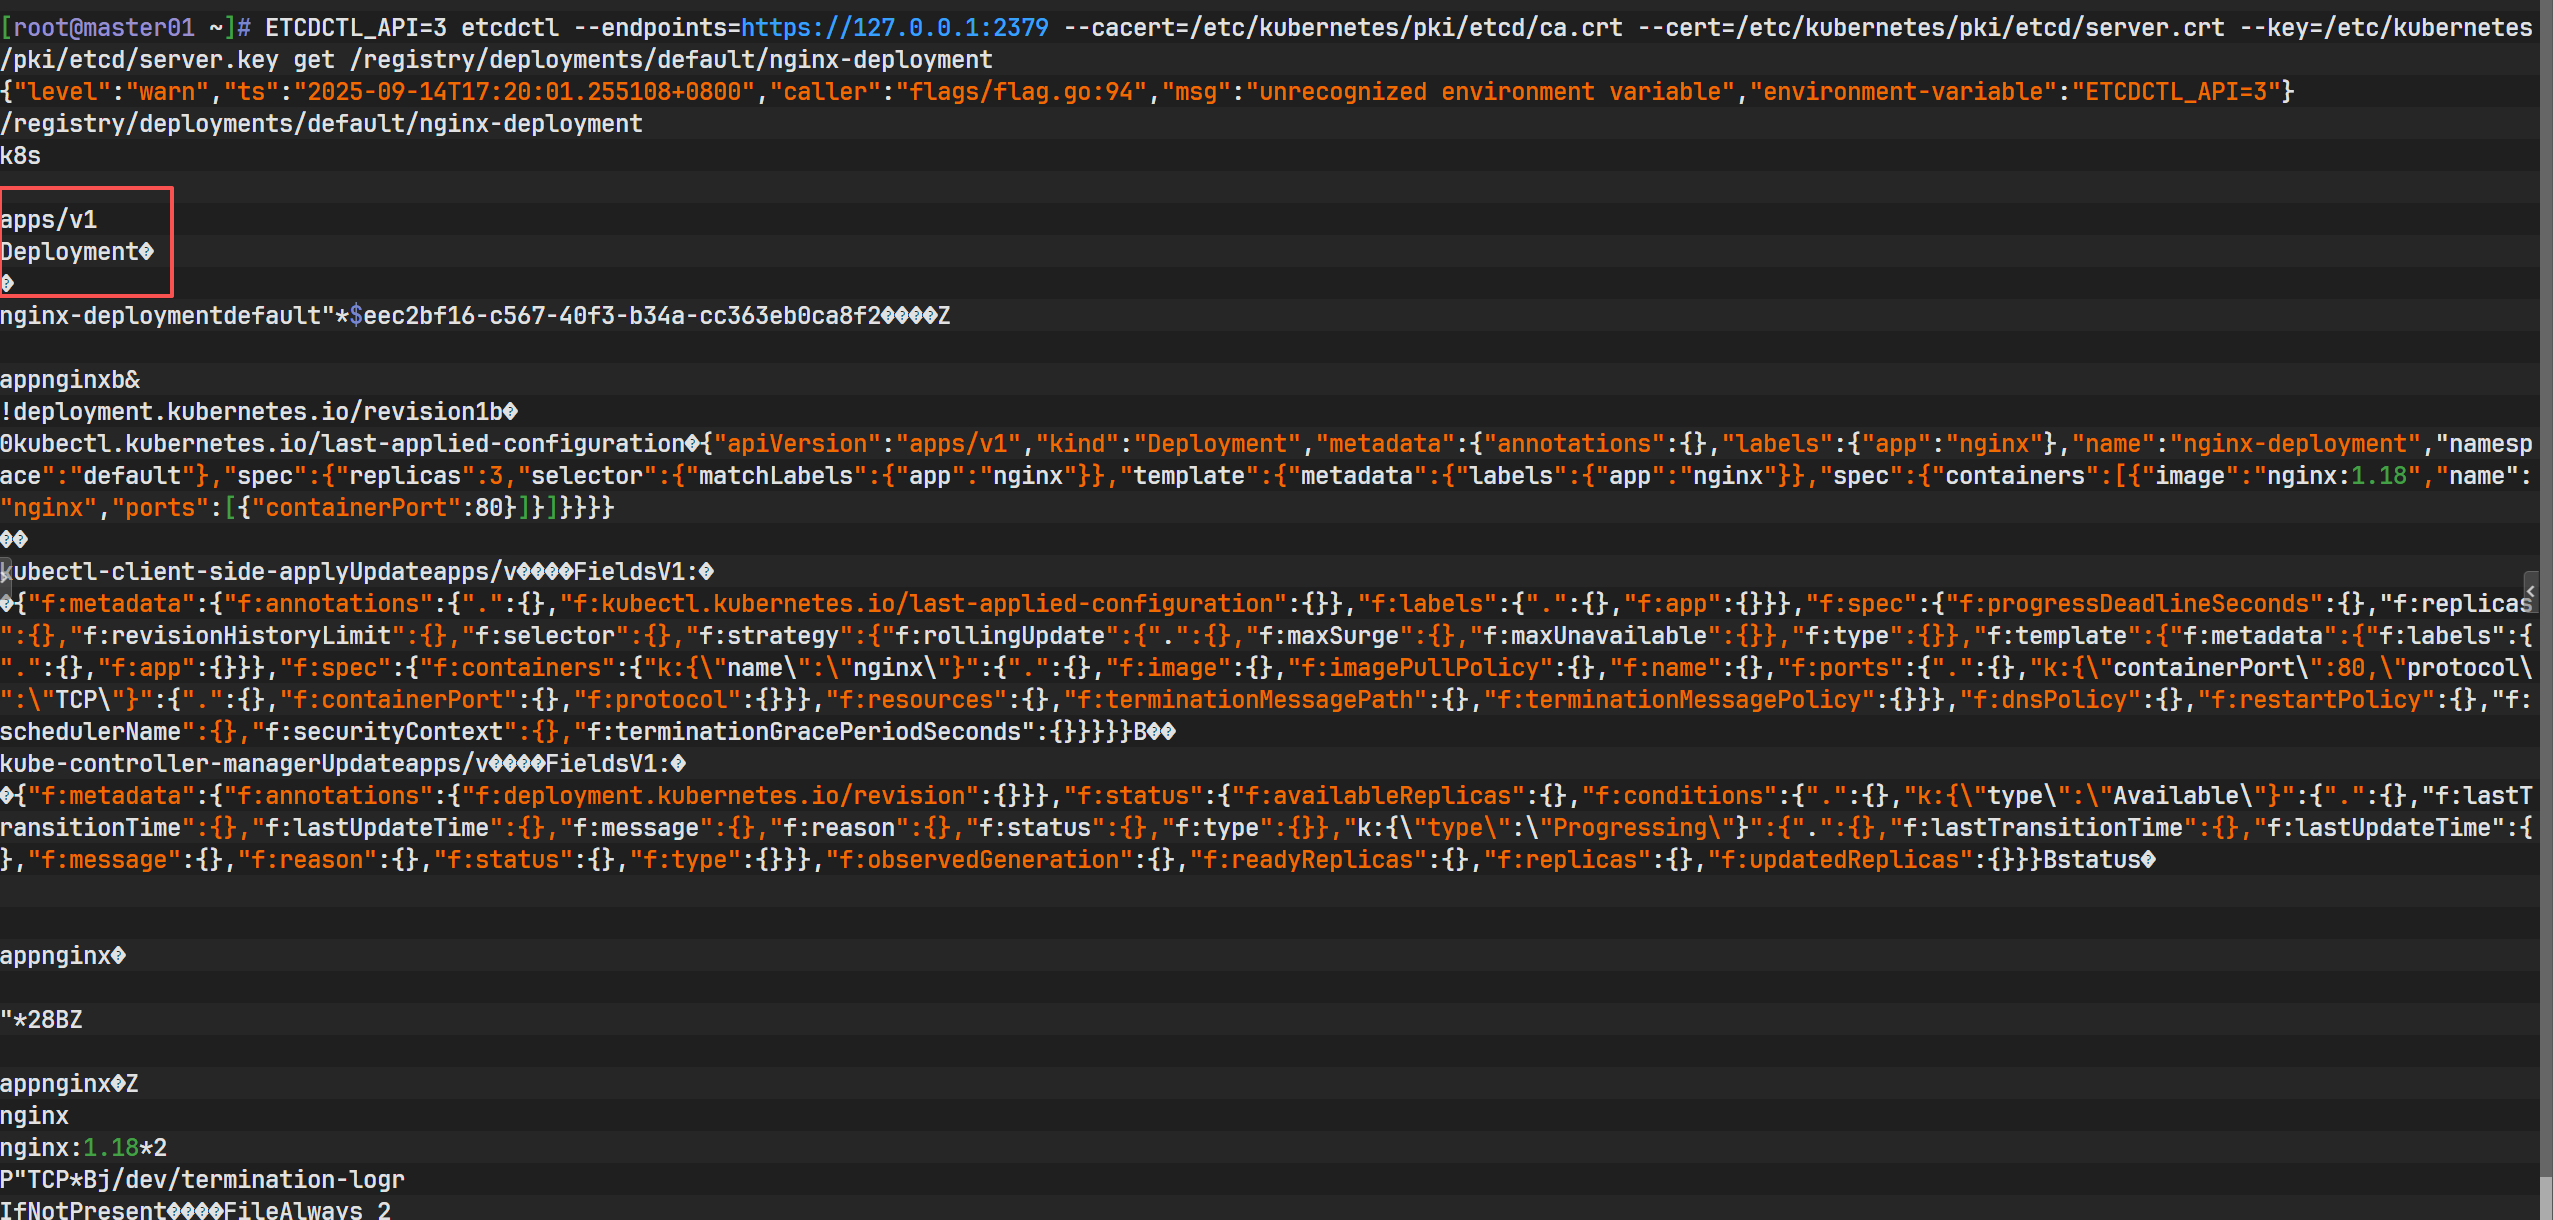 [root@master01 ~]# ETCDCTL_API=3 etcdctl --endpoints=https://127.0.0.1:2379 --cacert=/etc/kubernetes/pki/etcd/ca.crt --cert=/etc/kubernetes/pki/etcd/server.crt --key=/etc/kubernetes
/pki/etcd/server.key get /registry/deployments/default/nginx-deployment
{"level":"warn","ts":"2025-09-14T17:20:01.255108+0800","caller":"flags/flag.go:94","msg":"unrecognized environment variable","environment-variable":"ETCDCTL_API=3"}
/registry/deployments/default/nginx-deployment
k8s
apps/v1
Deployment�
�
nginx-deploymentdefault"*$eec2bf16-c567-40f3-b34a-cc363eb0ca8f2����Z
appnginxb&
!deployment.kubernetes.io/revision1b�
0kubectl.kubernetes.io/last-applied-configuration�{"apiVersion":"apps/v1","kind":"Deployment","metadata":{"annotations":{},"labels":{"app":"nginx"},"name":"nginx-deployment","namesp
ace":"default"},"spec":{"replicas":3,"selector":{"matchLabels":{"app":"nginx"}},"template":{"metadata":{"labels":{"app":"nginx"}},"spec":{"containers":[{"image":"nginx:1.18","name":
"nginx","ports":[{"containerPort":80}]}]}}}}
��
kubectl-client-side-applyUpdateapps/v����FieldsV1:�
�{"f:metadata":{"f:annotations":{".":{},"f:kubectl.kubernetes.io/last-applied-configuration":{}},"f:labels":{".":{},"f:app":{}}},"f:spec":{"f:progressDeadlineSeconds":{},"f:replicas
":{},"f:revisionHistoryLimit":{},"f:selector":{},"f:strategy":{"f:rollingUpdate":{".":{},"f:maxSurge":{},"f:maxUnavailable":{}},"f:type":{}},"f:template":{"f:metadata":{"f:labels":{
".":{},"f:app":{}}},"f:spec":{"f:containers":{"k:{\"name\":\"nginx\"}":{".":{},"f:image":{},"f:imagePullPolicy":{},"f:name":{},"f:ports":{".":{},"k:{\"containerPort\":80,\"protocol\
":\"TCP\"}":{".":{},"f:containerPort":{},"f:protocol":{}}},"f:resources":{},"f:terminationMessagePath":{},"f:terminationMessagePolicy":{}}},"f:dnsPolicy":{},"f:restartPolicy":{},"f:
schedulerName":{},"f:securityContext":{},"f:terminationGracePeriodSeconds":{}}}}}B��
kube-controller-managerUpdateapps/v����FieldsV1:�
�{"f:metadata":{"f:annotations":{"f:deployment.kubernetes.io/revision":{}}},"f:status":{"f:availableReplicas":{},"f:conditions":{".":{},"k:{\"type\":\"Available\"}":{".":{},"f:lastT
ransitionTime":{},"f:lastUpdateTime":{},"f:message":{},"f:reason":{},"f:status":{},"f:type":{}},"k:{\"type\":\"Progressing\"}":{".":{},"f:lastTransitionTime":{},"f:lastUpdateTime":{
},"f:message":{},"f:reason":{},"f:status":{},"f:type":{}}},"f:observedGeneration":{},"f:readyReplicas":{},"f:replicas":{},"f:updatedReplicas":{}}}Bstatus�
appnginx�
"*28BZ
appnginx�Z
nginx
nginx:1.18*2
P"TCP*Bj/dev/termination-logr
IfNotPresent����FileAlways 2